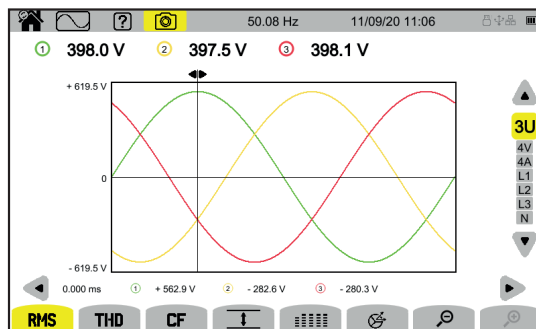 ? 50.08 Hz 11/09/20 11:06
1 398.0 V 2 397.5 V 3 398.1 V
+ 619.5 V
0
- 619.5 V
3U
4V
4A
L1
L2
L3
N
0.000 ms 1 + 562.9 V 2 - 282.6 V 3 - 280.3 V
RMS THD CF